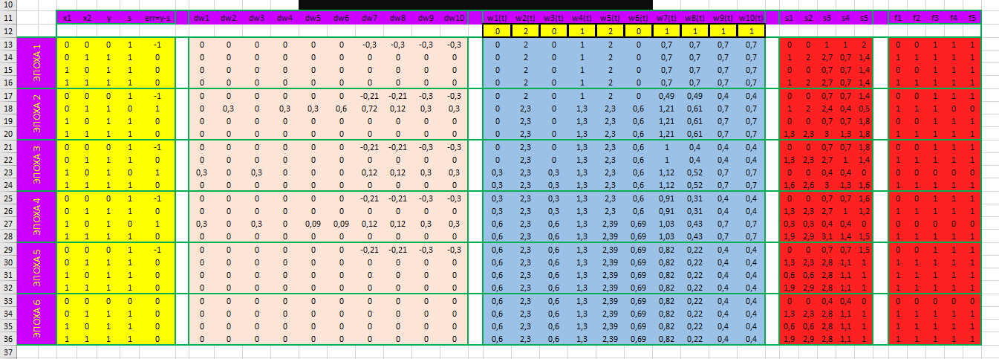 10
11 x1 x2 y s err=y-s dw1 dw2 dw3 dw4 dw5 dw6 dw7 dw8 dw9 dw10 w1(t) w2(t) w3(t) w4(t) w5(t) w6(t) w7(t) w8(t) w9(t) w10(t) s1 s2 s3 s4 s5 f1 f2 f3 f4 f5
12 0 2 0 1 2 0 1 1 1 1
ЭПОХА 1
13 0 0 0 1 -1 0 0 0 0 0 0 -0,3 -0,3 -0,3 -0,3 0 2 0 1 2 0 0,7 0,7 0,7 0,7 0 0 1 1 2 0 0 1 1 1
14 0 1 1 1 0 0 0 0 0 0 0 0 0 0 0 0 2 0 1 2 0 0,7 0,7 0,7 0,7 1 2 2,7 0,7 1,4 1 1 1 1 1
15 1 0 1 1 0 0 0 0 0 0 0 0 0 0 0 0 2 0 1 2 0 0,7 0,7 0,7 0,7 0 0 0,7 0,7 1,4 0 0 1 1 1
16 1 1 1 1 0 0 0 0 0 0 0 0 0 0 0 0 2 0 1 2 0 0,7 0,7 0,7 0,7 1 2 2,7 0,7 1,4 1 1 1 1 1
ЭПОХА 2
17 0 0 0 1 -1 0 0 0 0 0 0 -0,21 -0,21 -0,3 -0,3 0 2 0 1 2 0 0,49 0,49 0,4 0,4 0 0 0,7 0,7 1,4 0 0 1 1 1
18 0 1 1 0 1 0 0,3 0 0,3 0,3 0,6 0,72 0,12 0,3 0,3 0 2,3 0 1,3 2,3 0,6 1,21 0,61 0,7 0,7 1 2 2,4 0,4 0,5 1 1 1 0 0
19 1 0 1 1 0 0 0 0 0 0 0 0 0 0 0 0 2,3 0 1,3 2,3 0,6 1,21 0,61 0,7 0,7 0 0 0,7 0,7 1,8 0 0 1 1 1
20 1 1 1 1 0 0 0 0 0 0 0 0 0 0 0 0 2,3 0 1,3 2,3 0,6 1,21 0,61 0,7 0,7 1,3 2,3 3 1,3 1,8 1 1 1 1 1
ЭПОХА 3
21 0 0 0 1 -1 0 0 0 0 0 0 -0,21 -0,21 -0,3 -0,3 0 2,3 0 1,3 2,3 0,6 1 0,4 0,4 0,4 0 0 0,7 0,7 1,8 0 0 1 1 1
22 0 1 1 1 0 0 0 0 0 0 0 0 0 0 0 0 2,3 0 1,3 2,3 0,6 1 0,4 0,4 0,4 1,3 2,3 2,7 1 1,4 1 1 1 1 1
23 1 0 1 0 1 0,3 0 0,3 0 0 0 0,12 0,12 0,3 0,3 0,3 2,3 0,3 1,3 2,3 0,6 1,12 0,52 0,7 0,7 0 0 0,4 0,4 0 0 0 0 0 0
24 1 1 1 1 0 0 0 0 0 0 0 0 0 0 0 0,3 2,3 0,3 1,3 2,3 0,6 1,12 0,52 0,7 0,7 1,6 2,6 3 1,3 1,6 1 1 1 1 1
ЭПОХА 4
25 0 0 0 1 -1 0 0 0 0 0 0 -0,21 -0,21 -0,3 -0,3 0,3 2,3 0,3 1,3 2,3 0,6 0,91 0,31 0,4 0,4 0 0 0,7 0,7 1,6 0 0 1 1 1
26 0 1 1 1 0 0 0 0 0 0 0 0 0 0 0 0,3 2,3 0,3 1,3 2,3 0,6 0,91 0,31 0,4 0,4 1,3 2,3 2,7 1 1,2 1 1 1 1 1
27 1 0 1 0 1 0,3 0 0,3 0 0,09 0,09 0,12 0,12 0,3 0,3 0,6 2,3 0,6 1,3 2,39 0,69 1,03 0,43 0,7 0,7 0,3 0,3 0,4 0,4 0 0 0 0 0 0
28 1 1 1 1 0 0 0 0 0 0 0 0 0 0 0 0,6 2,3 0,6 1,3 2,39 0,69 1,03 0,43 0,7 0,7 1,9 2,9 3,1 1,4 1,5 1 1 1 1 1
ЭПОХА 5
29 0 0 0 1 -1 0 0 0 0 0 0 -0,21 -0,21 -0,3 -0,3 0,6 2,3 0,6 1,3 2,39 0,69 0,82 0,22 0,4 0,4 0 0 0,7 0,7 1,5 0 0 1 1 1
30 0 1 1 1 0 0 0 0 0 0 0 0 0 0 0 0,6 2,3 0,6 1,3 2,39 0,69 0,82 0,22 0,4 0,4 1,3 2,3 2,8 1,1 1 1 1 1 1 1
31 1 0 1 1 0 0 0 0 0 0 0 0 0 0 0 0,6 2,3 0,6 1,3 2,39 0,69 0,82 0,22 0,4 0,4 0,6 0,6 2,8 1,1 1 1 1 1 1 1
32 1 1 1 1 0 0 0 0 0 0 0 0 0 0 0 0,6 2,3 0,6 1,3 2,39 0,69 0,82 0,22 0,4 0,4 1,9 2,9 2,8 1,1 1 1 1 1 1 1
ЭПОХА 6
33 0 0 0 0 0 0 0 0 0 0 0 0 0 0 0 0,6 2,3 0,6 1,3 2,39 0,69 0,82 0,22 0,4 0,4 0 0 0,4 0,4 0 0 0 0 0 0
34 0 1 1 1 0 0 0 0 0 0 0 0 0 0 0 0,6 2,3 0,6 1,3 2,39 0,69 0,82 0,22 0,4 0,4 1,3 2,3 2,8 1,1 1 1 1 1 1 1
35 1 0 1 1 0 0 0 0 0 0 0 0 0 0 0 0,6 2,3 0,6 1,3 2,39 0,69 0,82 0,22 0,4 0,4 0,6 0,6 2,8 1,1 1 1 1 1 1 1
36 1 1 1 1 0 0 0 0 0 0 0 0 0 0 0 0,6 2,3 0,6 1,3 2,39 0,69 0,82 0,22 0,4 0,4 1,9 2,9 2,8 1,1 1 1 1 1 1 1
37